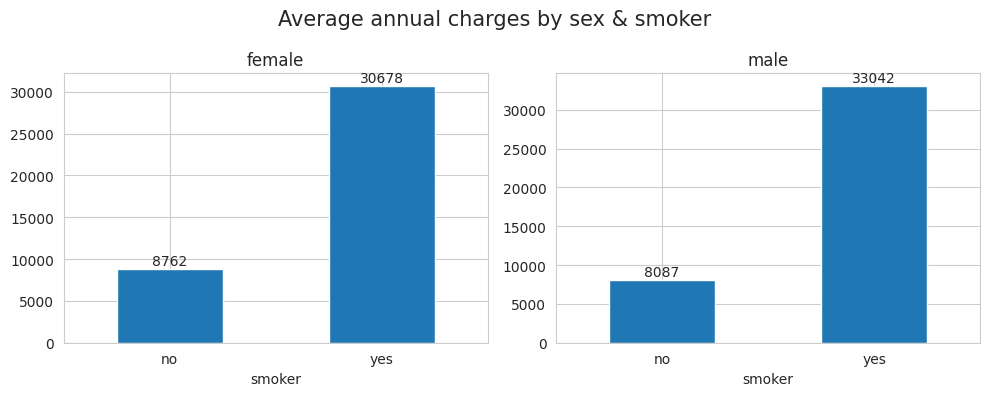 Average annual charges by sex & smoker
female
30678
30000
25000
20000
15000
10000
8762
5000
0
no yes
smoker
male
33042
30000
25000
20000
15000
10000
8087
5000
0
no yes
smoker